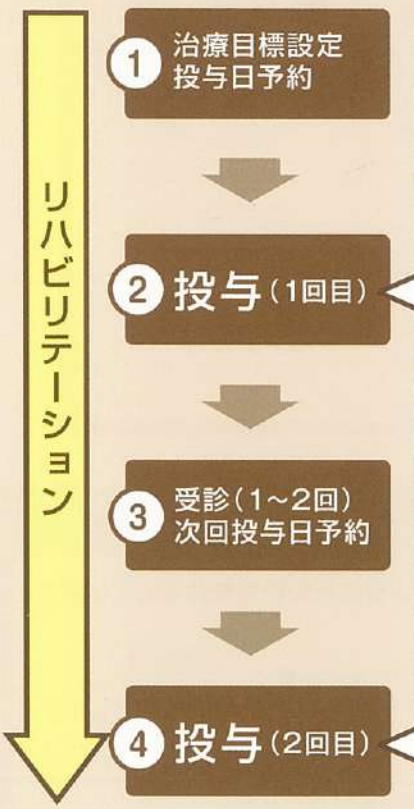 リハビリテーション
1 治療目標設定
投与日予約
2 投与(1回目)
3 受診(1~2回)
次回投与日予約
4 投与(2回目)